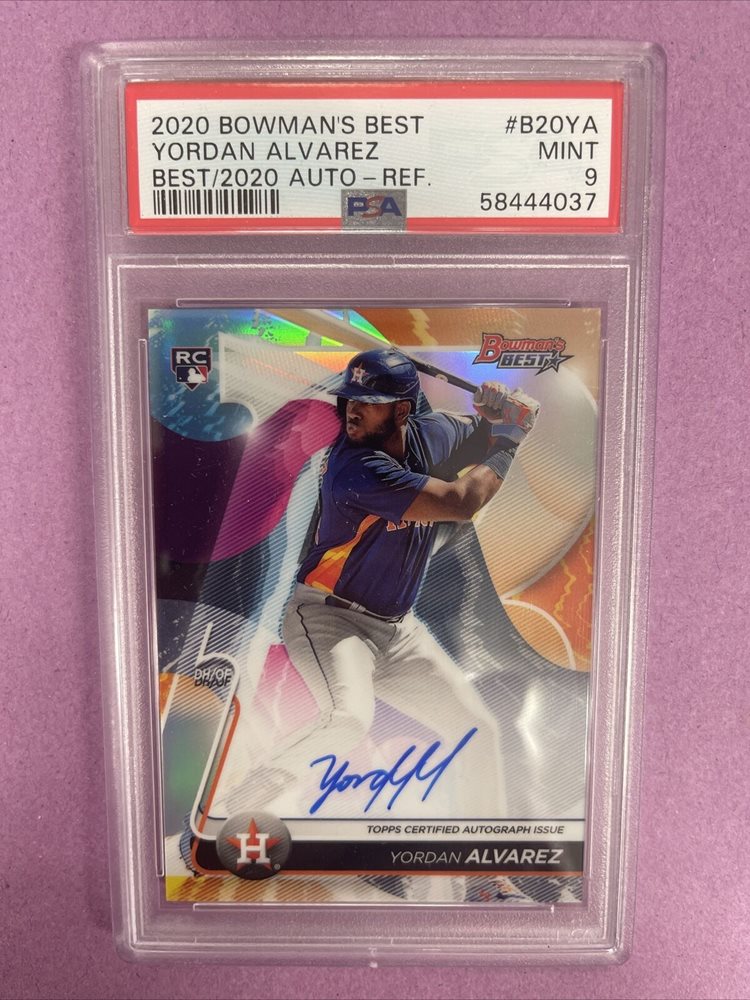 2020 BOWMAN'S BEST #B20YA
YORDAN ALVAREZ MINT
BEST/2020 AUTO - REF. 9
PSA 58444037
RC
Bowman's
BEST
H
DH/OF
TOPPS CERTIFIED AUTOGRAPH ISSUE
H
YORDAN ALVAREZ